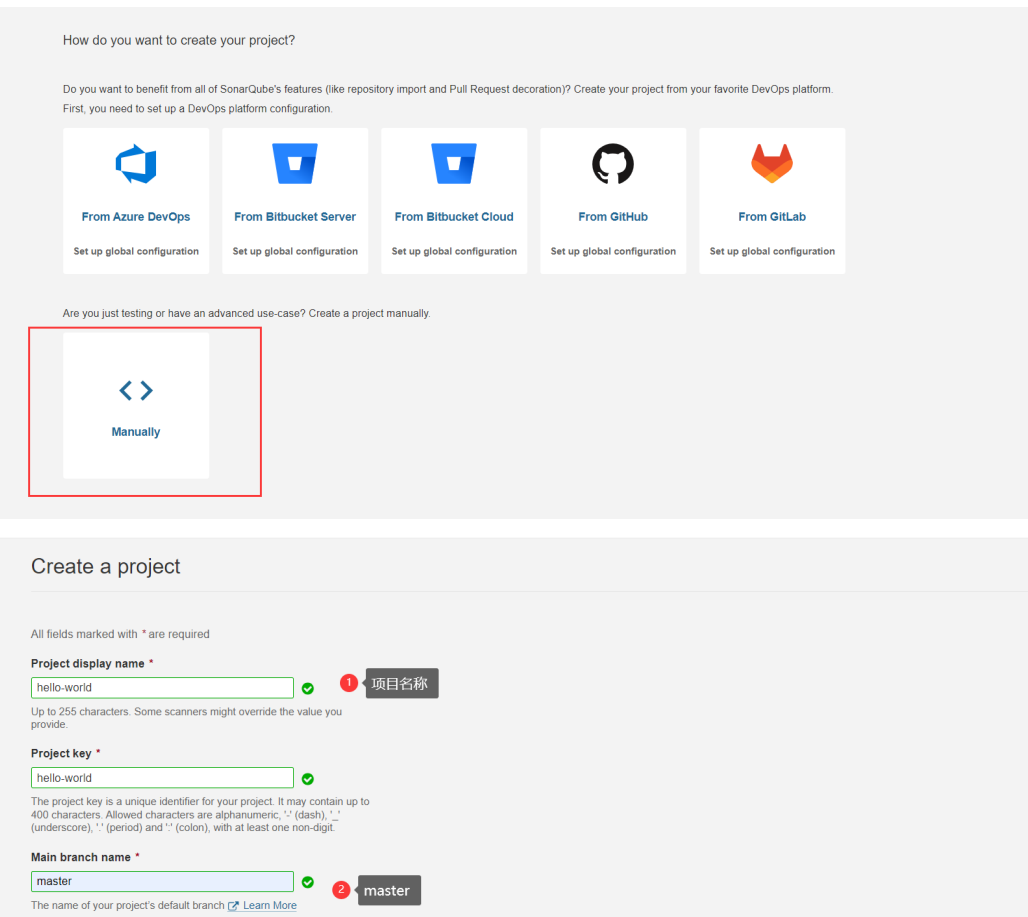 How do you want to create your project?
Do you want to benefit from all of SonarQube's features (like repository import and Pull Request decoration)? Create your project from your favorite DevOps platform.
First, you need to set up a DevOps platform configuration.
From Azure DevOps
Set up global configuration
From Bitbucket Server
Set up global configuration
From Bitbucket Cloud
Set up global configuration
From GitHub
Set up global configuration
From GitLab
Set up global configuration
Are you just testing or have an advanced use-case? Create a project manually.
Manually
Create a project
All fields marked with * are required
Project display name *
hello-world
1 项目名称
Up to 255 characters. Some scanners might override the value you
provide.
Project key *
hello-world
The project key is a unique identifier for your project. It may contain up to
400 characters. Allowed characters are alphanumeric, '-' (dash), '_'
(underscore), '.' (period) and ':' (colon), with at least one non-digit.
Main branch name *
master
2 master
The name of your project's default branch Learn More